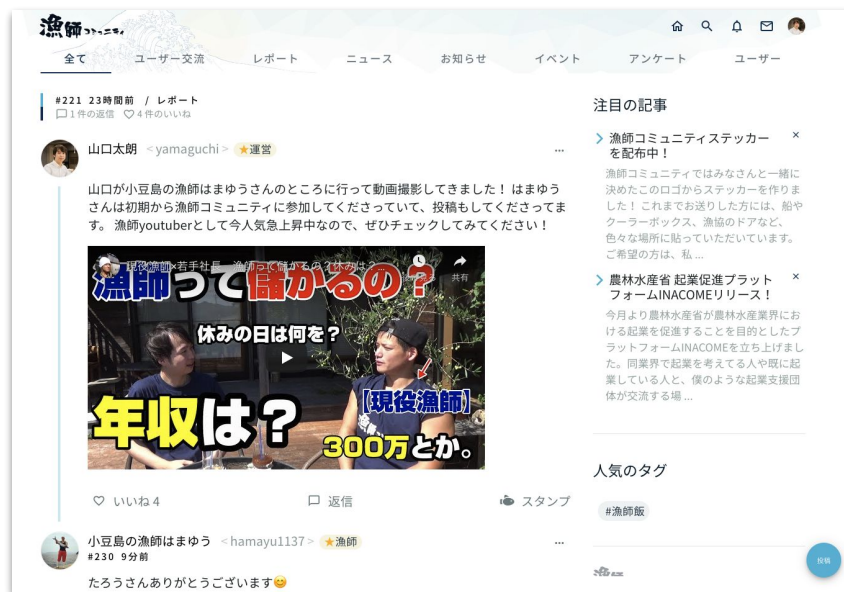 漁師コミュニティ
全て ユーザー交流 レポート ニュース お知らせ イベント アンケート ユーザー
#221 23時間前 / レポート
1件の返信 4件のいいね
山口太朗 <yamaguchi> ★運営
山口が小豆島の漁師はまゆうさんのところに行って動画撮影してきました！ はまゆう
さんは初期から漁師コミュニティに参加してくださっていて、投稿もしてくださってま
す。 漁師youtuberとして今人気急上昇中なので、ぜひチェックしてみてください！
現役漁師×若手社長 漁師って儲かるの？休みは？
共有
漁師って儲かるの？
休みの日は何を？
【現役漁師】
年収は？
300万とか。
いいね 4 返信 スタンプ
小豆島の漁師はまゆう <hamayu1137> ★漁師
#230 9分前
たろうさんありがとうございます😊
注目の記事
漁師コミュニティステッカー
を配布中！
漁師コミュニティではみなさんと一緒に
決めたこのロゴからステッカーを作りま
した！ これまでお送りした方には、船や
クーラーボックス、漁協のドアなど、
色々な場所に貼っていただいています。
ご希望の方は、私 ...
農林水産省 起業促進プラット
フォームINACOMEリリース！
今月より農林水産省が農林水産業界にお
ける起業を促進することを目的としたプ
ラットフォームINACOMEを立ち上げまし
た。同業界で起業を考えてる人や既に起
業している人と、僕のような起業支援団
体が交流する場 ...
人気のタグ
#漁師飯
投稿